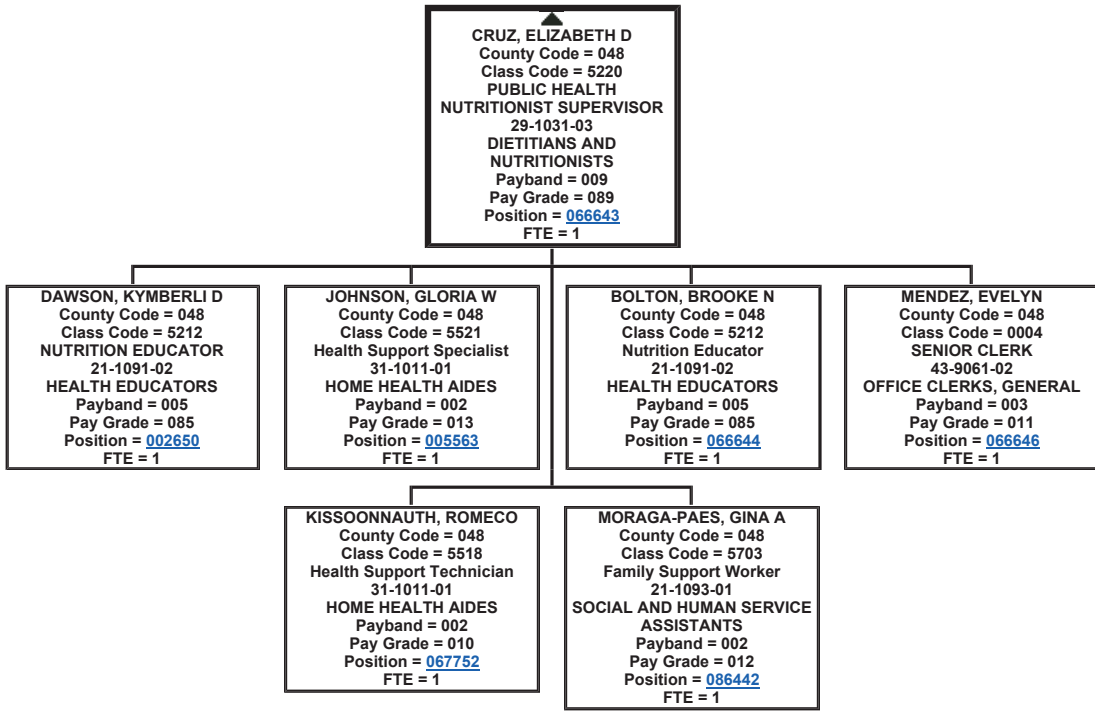 CRUZ, ELIZABETH D
County Code = 048
Class Code = 5220
PUBLIC HEALTH
NUTRITIONIST SUPERVISOR
29-1031-03
DIETITIANS AND
NUTRITIONISTS
Payband = 009
Pay Grade = 089
Position = 066643
FTE = 1
DAWSON, KYMBERLI D
County Code = 048
Class Code = 5212
NUTRITION EDUCATOR
21-1091-02
HEALTH EDUCATORS
Payband = 005
Pay Grade = 085
Position = 002650
FTE = 1
JOHNSON, GLORIA W
County Code = 048
Class Code = 5521
Health Support Specialist
31-1011-01
HOME HEALTH AIDES
Payband = 002
Pay Grade = 013
Position = 005563
FTE = 1
BOLTON, BROOKE N
County Code = 048
Class Code = 5212
Nutrition Educator
21-1091-02
HEALTH EDUCATORS
Payband = 005
Pay Grade = 085
Position = 066644
FTE = 1
MENDEZ, EVELYN
County Code = 048
Class Code = 0004
SENIOR CLERK
43-9061-02
OFFICE CLERKS, GENERAL
Payband = 003
Pay Grade = 011
Position = 066646
FTE = 1
KISSOONNAUTH, ROMECO
County Code = 048
Class Code = 5518
Health Support Technician
31-1011-01
HOME HEALTH AIDES
Payband = 002
Pay Grade = 010
Position = 067752
FTE = 1
MORAGA-PAES, GINA A
County Code = 048
Class Code = 5703
Family Support Worker
21-1093-01
SOCIAL AND HUMAN SERVICE
ASSISTANTS
Payband = 002
Pay Grade = 012
Position = 086442
FTE = 1